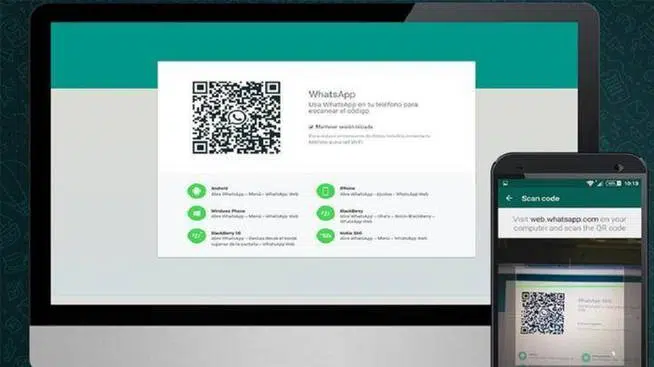 WhatsApp
Usa WhatsApp en tu teléfono para
escanear el código
Mantener sesión iniciada
Android
Abre WhatsApp – Menú – WhatsApp Web
iPhone
Abre WhatsApp – Ajustes – WhatsApp Web
Windows Phone
Abre WhatsApp – Menú – WhatsApp Web
BlackBerry
Abre WhatsApp – Chats – Botón BlackBerry –
WhatsApp Web
BlackBerry 10
Abre WhatsApp – Desliza desde el borde
superior de la pantalla – WhatsApp Web
Nokia S60
Abre WhatsApp – Menú – WhatsApp Web
10:13
Scan code
Visit web.whatsapp.com on your
computer and scan the QR code
WhatsApp